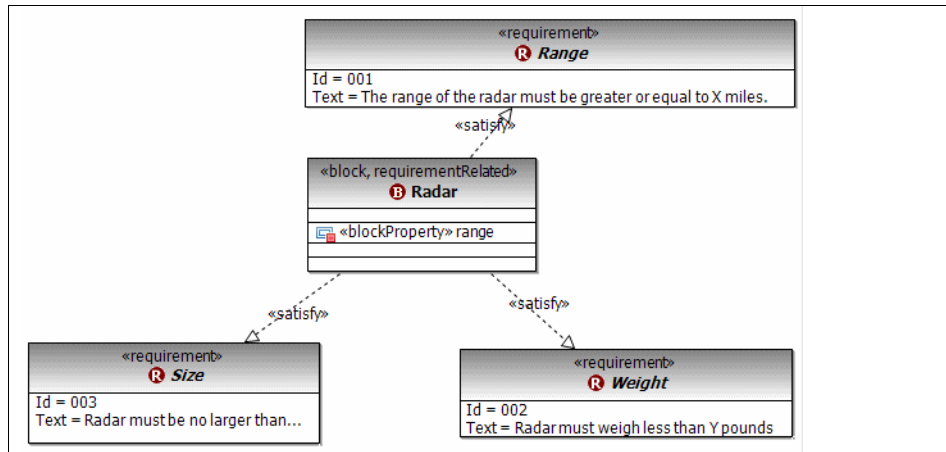 «requirement»
R Range
Id = 001
Text = The range of the radar must be greater or equal to X miles.
«satisfy»
«block, requirementRelated»
B Radar
«blockProperty» range
«satisfy»
«satisfy»
«requirement»
R Size
Id = 003
Text = Radar must be no larger than...
«requirement»
R Weight
Id = 002
Text = Radar must weigh less than Y pounds